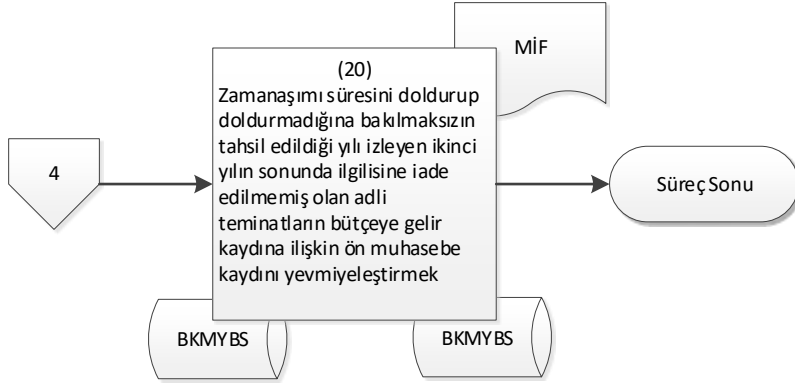 MİF
(20)
Zamanaşımı süresini doldurup
doldurmadığına bakılmaksızın
tahsil edildiği yılı izleyen ikinci
yılın sonunda ilgilisine iade
edilmemiş olan adli
teminatların bütçeye gelir
kaydına ilişkin ön muhasebe
kaydını yevmiyeleştirmek
4
Süreç Sonu
BKMYBS
BKMYBS